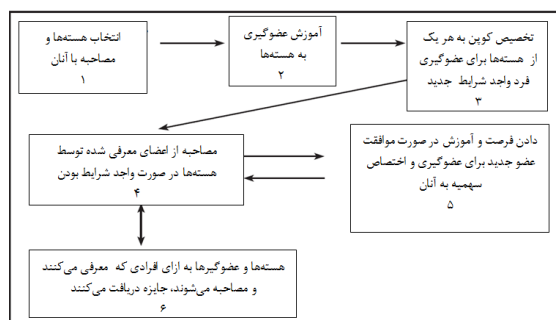 انتخاب هسته‌ها و
مصاحبه با آنان
۱
آموزش عضوگیری
به هسته‌ها
۲
تخصیص کوپن به هر یک
از هسته‌ها برای عضوگیری
فرد واجد شرایط جدید
۳
مصاحبه از اعضای معرفی شده توسط
هسته‌ها در صورت واجد شرایط بودن
۴
دادن فرصت و آموزش در صورت موافقت
عضو جدید برای عضوگیری و اختصاص
سهمیه به آنان
۵
هسته‌ها و عضوگیرها به ازای افرادی که معرفی می‌کنند
و مصاحبه می‌شوند، جایزه دریافت می‌کنند
۶